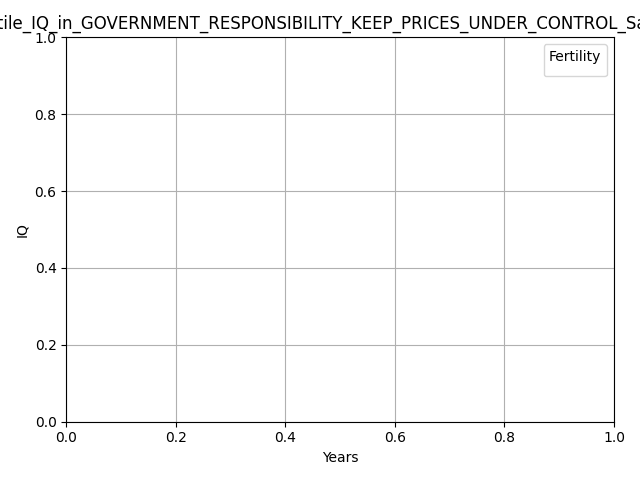 tile_IQ_in_GOVERNMENT_RESPONSIBILITY_KEEP_PRICES_UNDER_CONTROL_Sa
Fertility
1.0
0.8
0.6
0.4
0.2
0.0
IQ
0.0 0.2 0.4 0.6 0.8 1.0
Years